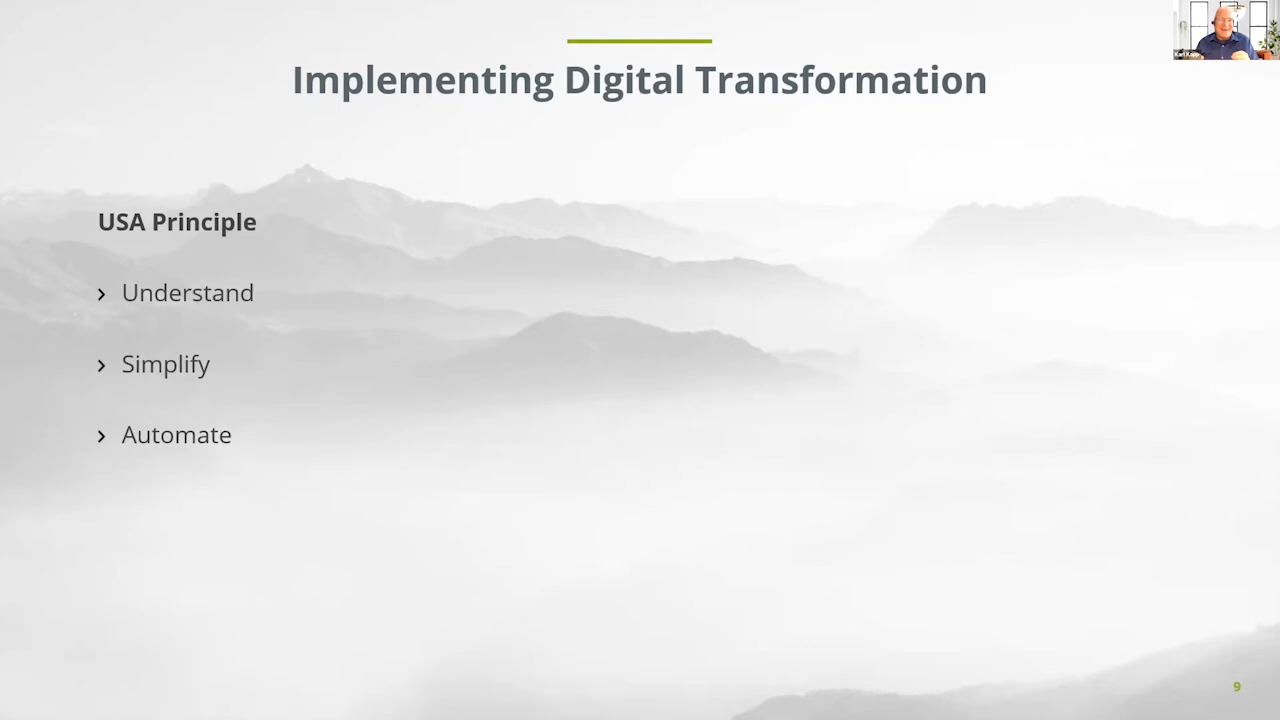 Implementing Digital Transformation
USA Principle
› Understand
› Simplify
› Automate
9